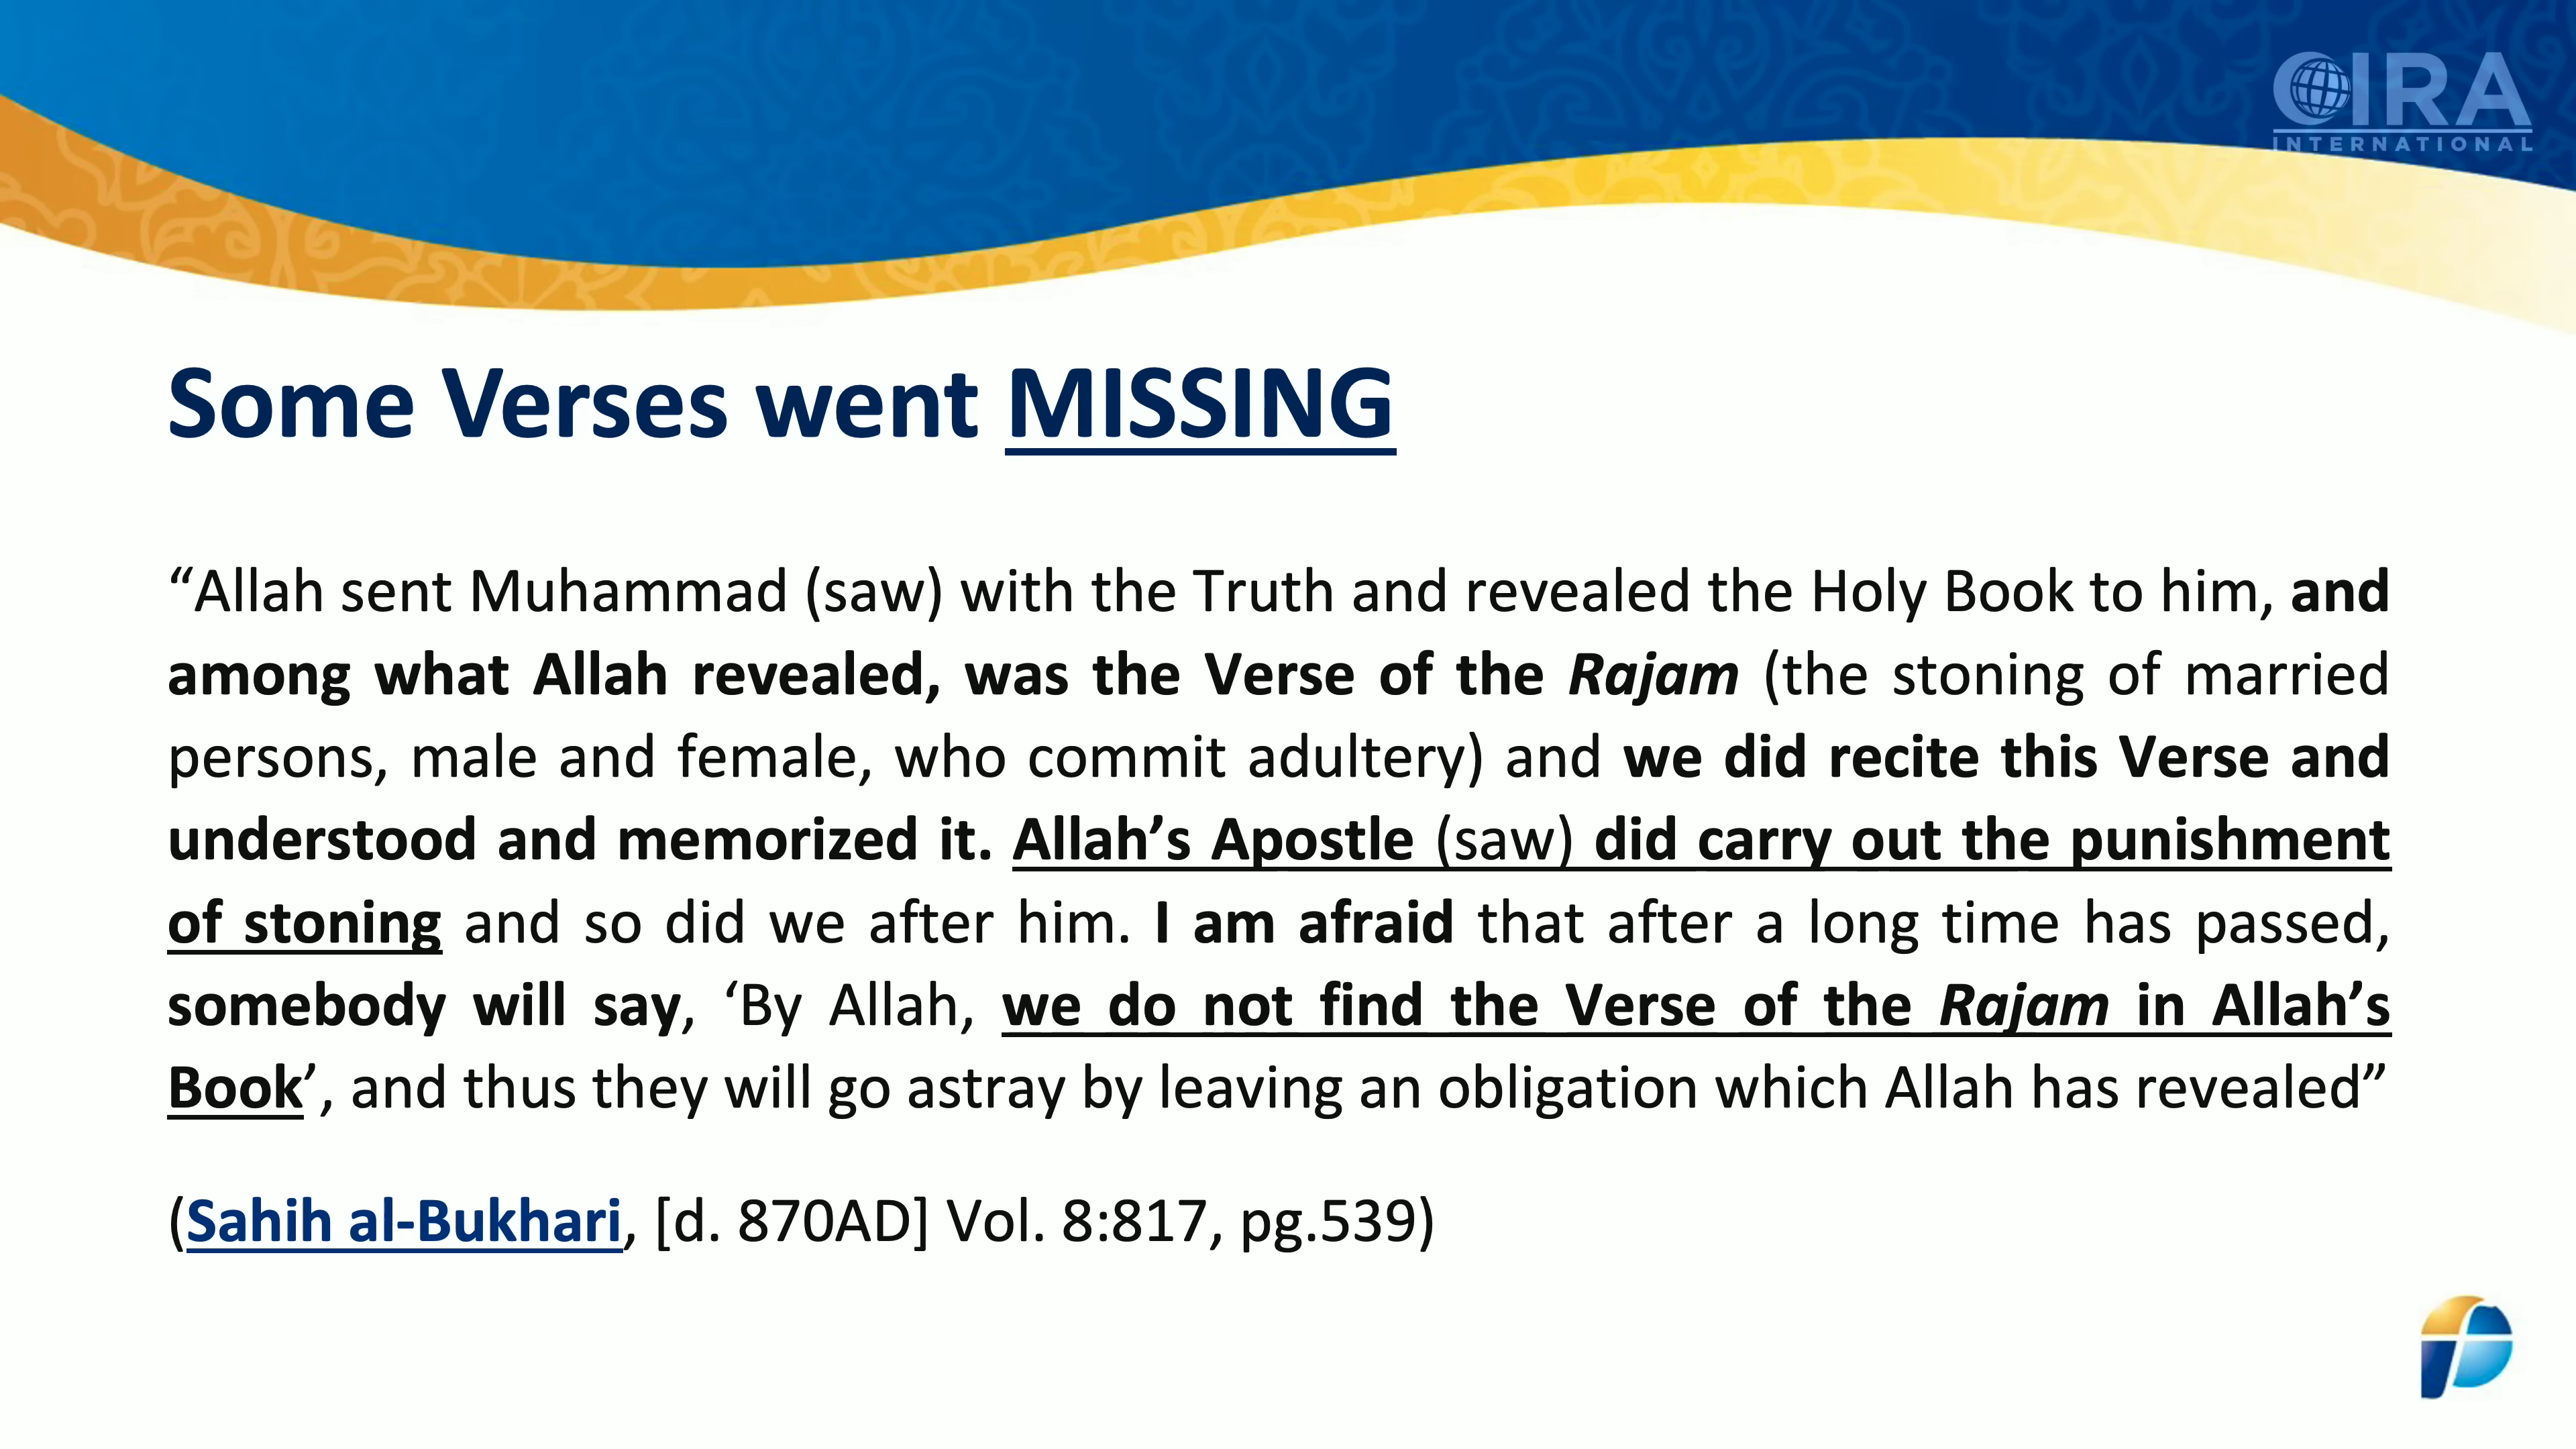 CIRA
INTERNATIONAL
Some Verses went MISSING
“Allah sent Muhammad (saw) with the Truth and revealed the Holy Book to him, and
among what Allah revealed, was the Verse of the Rajam (the stoning of married
persons, male and female, who commit adultery) and we did recite this Verse and
understood and memorized it. Allah’s Apostle (saw) did carry out the punishment
of stoning and so did we after him. I am afraid that after a long time has passed,
somebody will say, ‘By Allah, we do not find the Verse of the Rajam in Allah’s
Book’, and thus they will go astray by leaving an obligation which Allah has revealed”
(Sahih al-Bukhari, [d. 870AD] Vol. 8:817, pg.539)